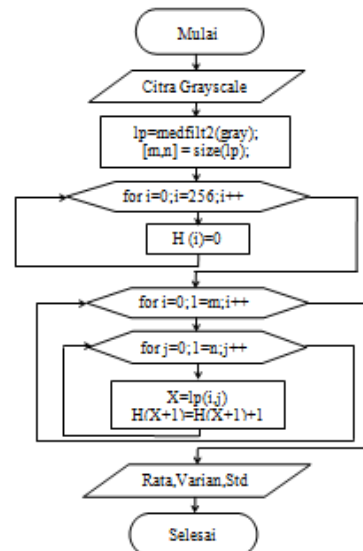 Mulai
Citra Grayscale
lp=medfilt2(gray);
[m,n] = size(lp);
for i=0;i=256;i++
H (i)=0
for i=0;1=m;i++
for j=0;1=n;j++
X=lp(i,j)
H(X+1)=H(X+1)+1
Rata,Varian,Std
Selesai